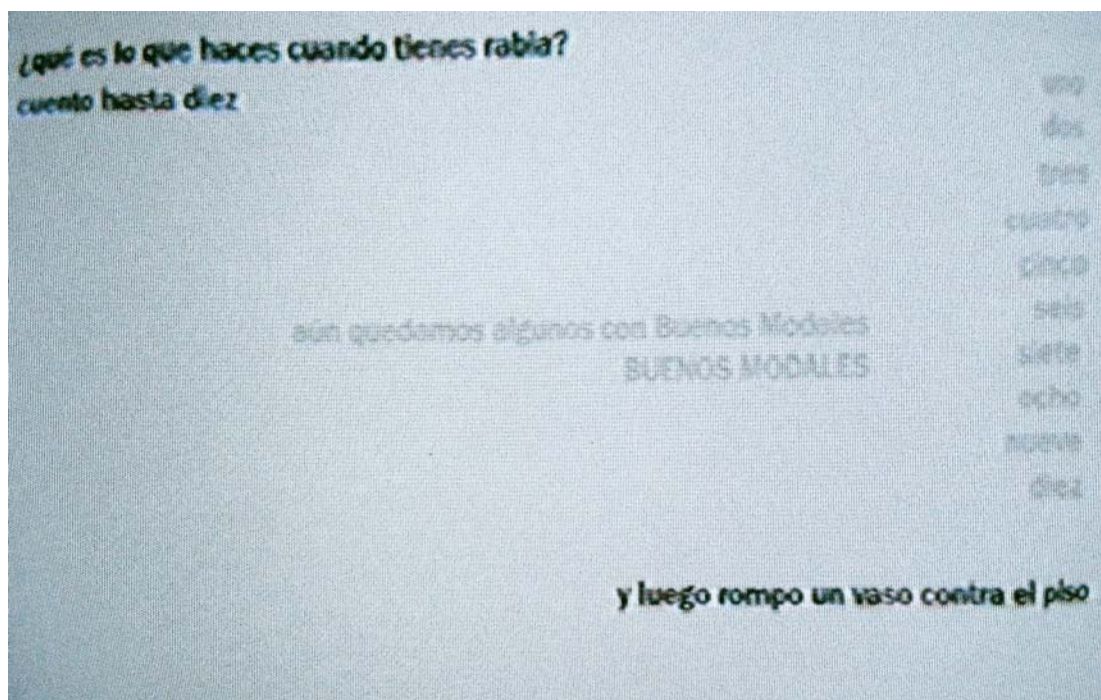 ¿qué es lo que haces cuando tienes rabia?
cuento hasta diez
uno
dos
tres
cuatro
cinco
seis
siete
ocho
nueve
diez
aún quedamos algunos con Buenos Modales
BUENOS MODALES
y luego rompo un vaso contra el piso